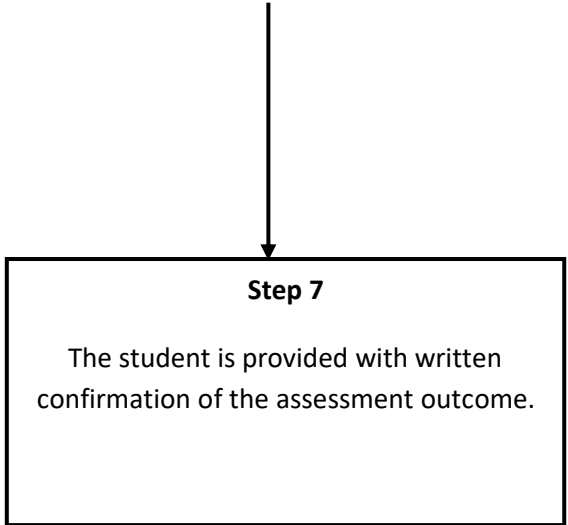 Step 7
The student is provided with written
confirmation of the assessment outcome.